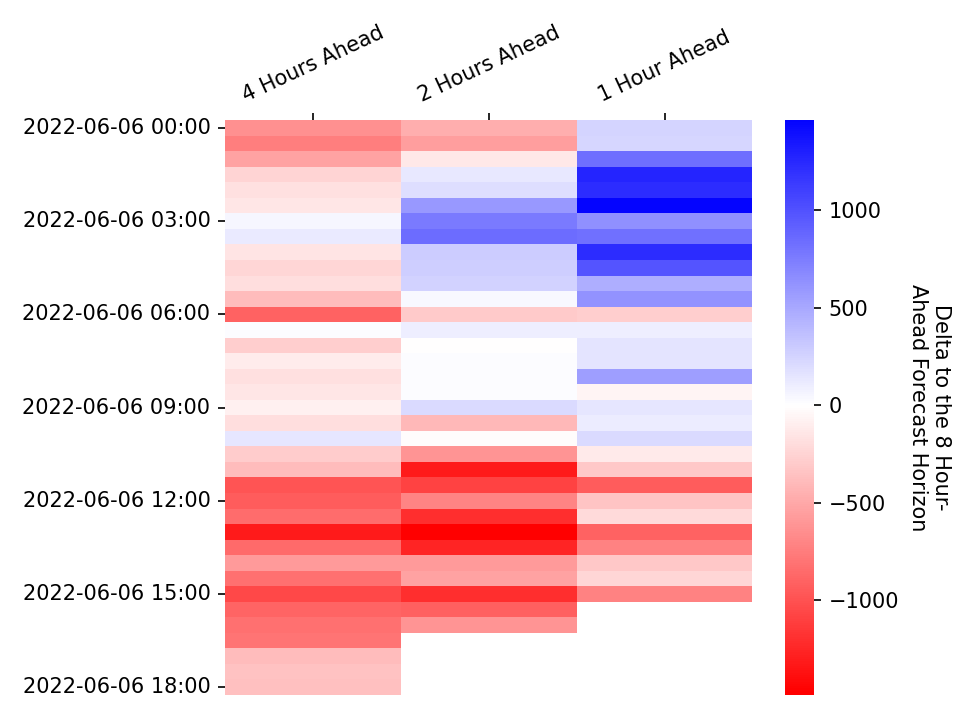 4 Hours Ahead
2 Hours Ahead
1 Hour Ahead
2022-06-06 00:00
2022-06-06 03:00
2022-06-06 06:00
2022-06-06 09:00
2022-06-06 12:00
2022-06-06 15:00
2022-06-06 18:00
1000
500
0
−500
−1000
Delta to the 8 Hour-
Ahead Forecast Horizon